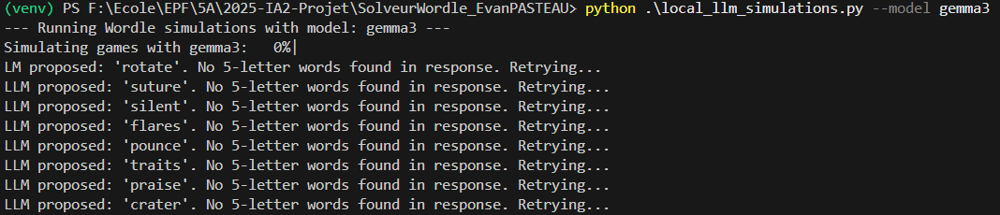 (venv) PS F:\Ecole\EPF\5A\2025-IA2-Projet\SolveurWordle_EvanPASTEAU> python .\local_llm_simulations.py --model gemma3
--- Running Wordle simulations with model: gemma3 ---
Simulating games with gemma3:   0%|
LM proposed: 'rotate'. No 5-letter words found in response. Retrying...
LLM proposed: 'suture'. No 5-letter words found in response. Retrying...
LLM proposed: 'silent'. No 5-letter words found in response. Retrying...
LLM proposed: 'flares'. No 5-letter words found in response. Retrying...
LLM proposed: 'pounce'. No 5-letter words found in response. Retrying...
LLM proposed: 'traits'. No 5-letter words found in response. Retrying...
LLM proposed: 'praise'. No 5-letter words found in response. Retrying...
LLM proposed: 'crater'. No 5-letter words found in response. Retrying...